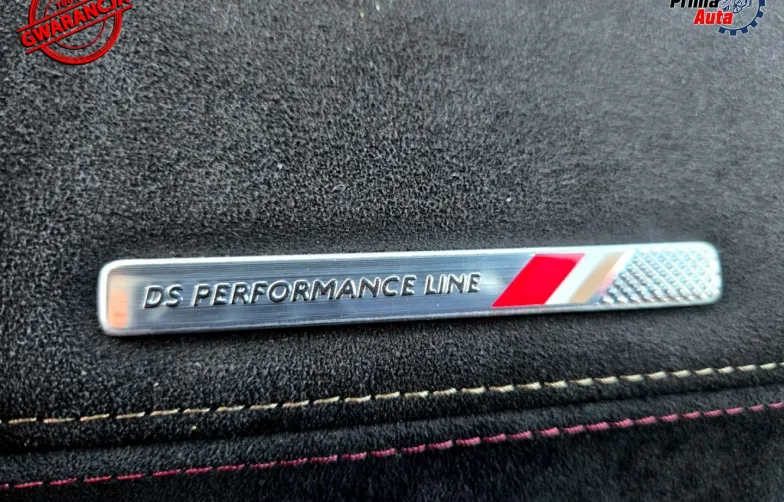 GWARANCJA
Prima
Auta
DS PERFORMANCE LINE